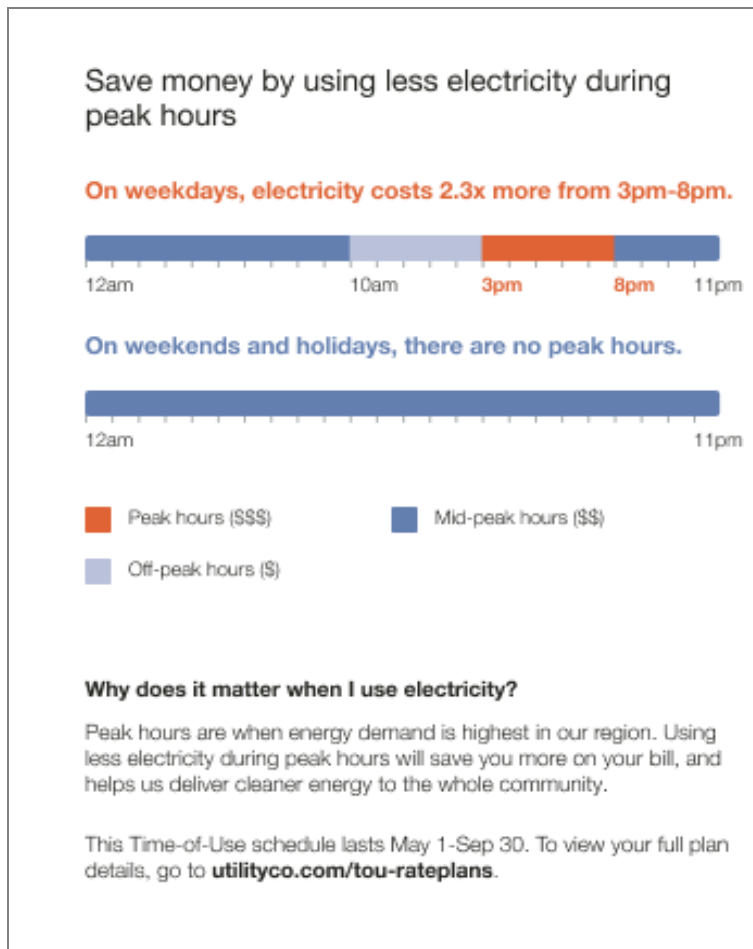 Save money by using less electricity during
peak hours
On weekdays, electricity costs 2.3x more from 3pm-8pm.
12am 10am 3pm 8pm 11pm
On weekends and holidays, there are no peak hours.
12am 11pm
Peak hours ($$$) Mid-peak hours ($$)
Off-peak hours ($)
Why does it matter when I use electricity?
Peak hours are when energy demand is highest in our region. Using
less electricity during peak hours will save you more on your bill, and
helps us deliver cleaner energy to the whole community.
This Time-of-Use schedule lasts May 1-Sep 30. To view your full plan
details, go to utilityco.com/tou-rateplans.